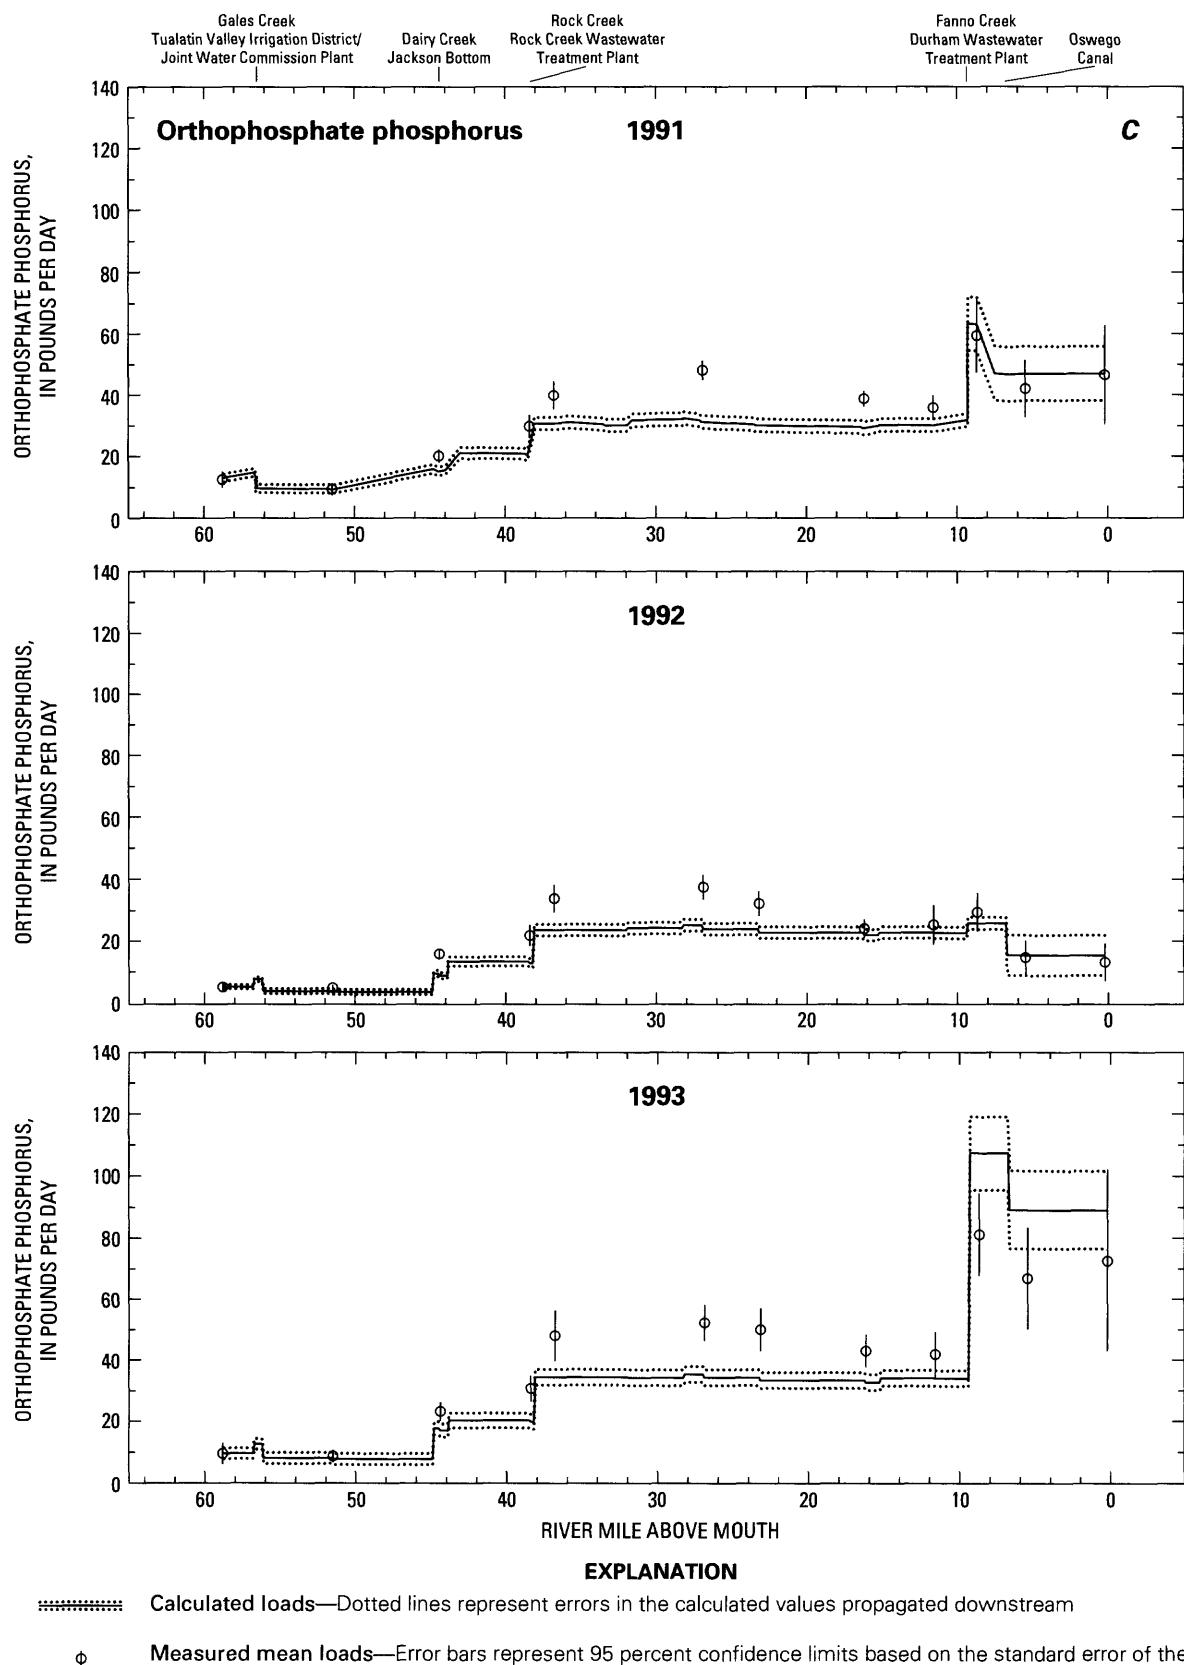 Gales Creek
Tualatin Valley Irrigation District/
Joint Water Commission Plant
Dairy Creek
Jackson Bottom
Rock Creek
Rock Creek Wastewater
Treatment Plant
Fanno Creek
Durham Wastewater
Treatment Plant
Oswego
Canal
ORTHOPHOSPHATE PHOSPHORUS,
IN POUNDS PER DAY
140
120
100
80
60
40
20
0
Orthophosphate phosphorus
1991
C
60 50 40 30 20 10 0
ORTHOPHOSPHATE PHOSPHORUS,
IN POUNDS PER DAY
140
120
100
80
60
40
20
0
1992
60 50 40 30 20 10 0
ORTHOPHOSPHATE PHOSPHORUS,
IN POUNDS PER DAY
140
120
100
80
60
40
20
0
1993
60 50 40 30 20 10 0
RIVER MILE ABOVE MOUTH
EXPLANATION
Calculated loads—Dotted lines represent errors in the calculated values propagated downstream
Measured mean loads—Error bars represent 95 percent confidence limits based on the standard error of the